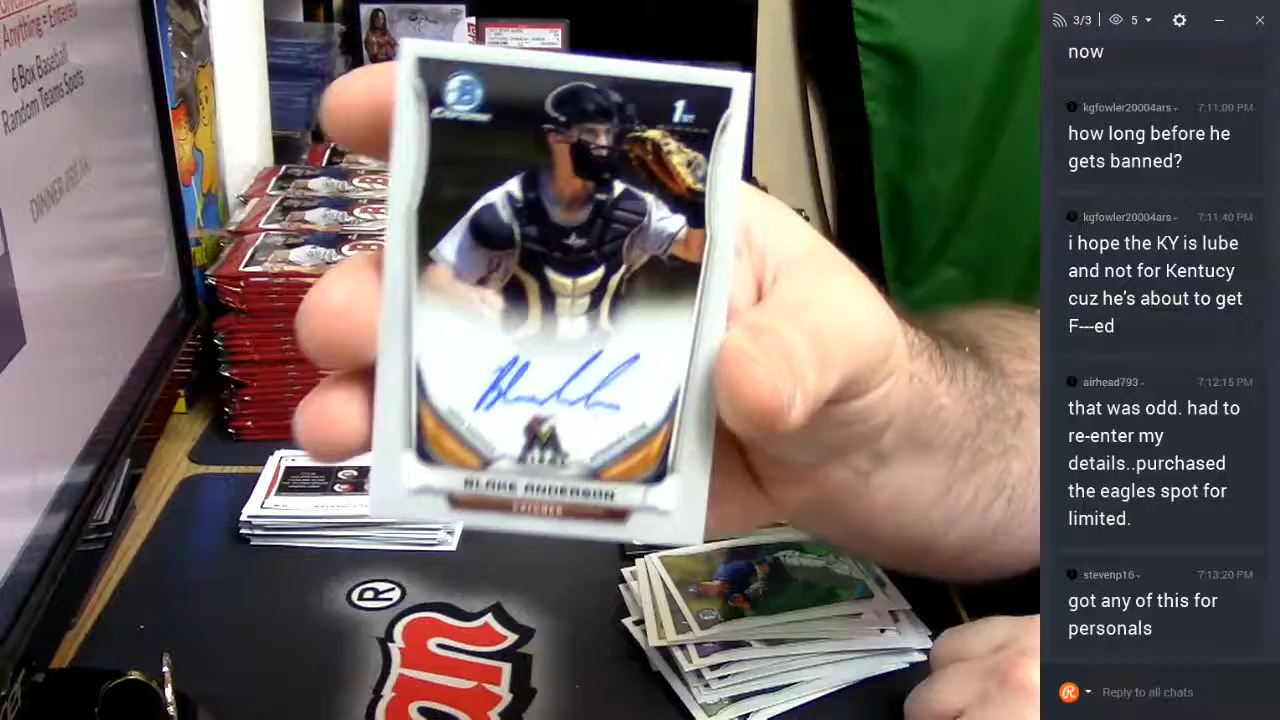 Anything = Entered
6 Box Baseball
Random Teams Spots
DINNER BREAK
CHROME
1ST
BLAKE ANDERSON
CATCHER
®
an
3/3
5
now
kgfowler20004ars
7:11:00 PM
how long before he
gets banned?
kgfowler20004ars
7:11:40 PM
i hope the KY is lube
and not for Kentucy
cuz he's about to get
F---ed
airhead793
7:12:15 PM
that was odd. had to
re-enter my
details..purchased
the eagles spot for
limited.
stevenp16
7:13:20 PM
got any of this for
personals
Reply to all chats